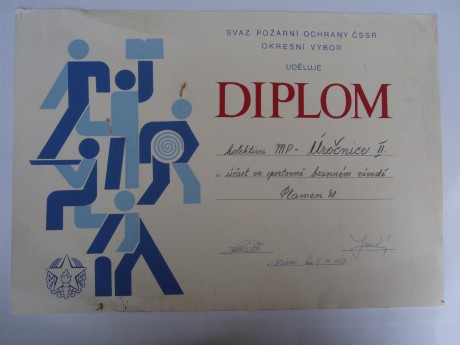 SVAZ POŽÁRNÍ OCHRANY ČSSR
OKRESNÍ VÝBOR
UDĚLUJE
DIPLOM
kolektivu MP - Úročnice II.
za účast ve sportovně branném závodě
Plamen